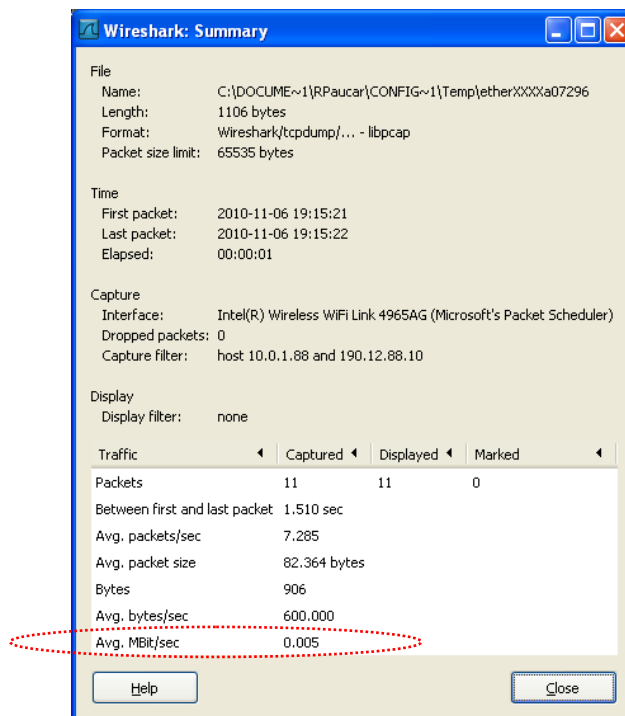 Wireshark: Summary
File
Name: C:\DOCUME~1\RPaucar\CONFIG~1\Temp\etherXXXXa07296
Length: 1106 bytes
Format: Wireshark/tcpdump/... - libpcap
Packet size limit: 65535 bytes
Time
First packet: 2010-11-06 19:15:21
Last packet: 2010-11-06 19:15:22
Elapsed: 00:00:01
Capture
Interface: Intel(R) Wireless WiFi Link 4965AG (Microsoft's Packet Scheduler)
Dropped packets: 0
Capture filter: host 10.0.1.88 and 190.12.88.10
Display
Display filter: none
Traffic Captured Displayed Marked
Packets 11 11 0
Between first and last packet 1.510 sec
Avg. packets/sec 7.285
Avg. packet size 82.364 bytes
Bytes 906
Avg. bytes/sec 600.000
Avg. MBit/sec 0.005
Help Close